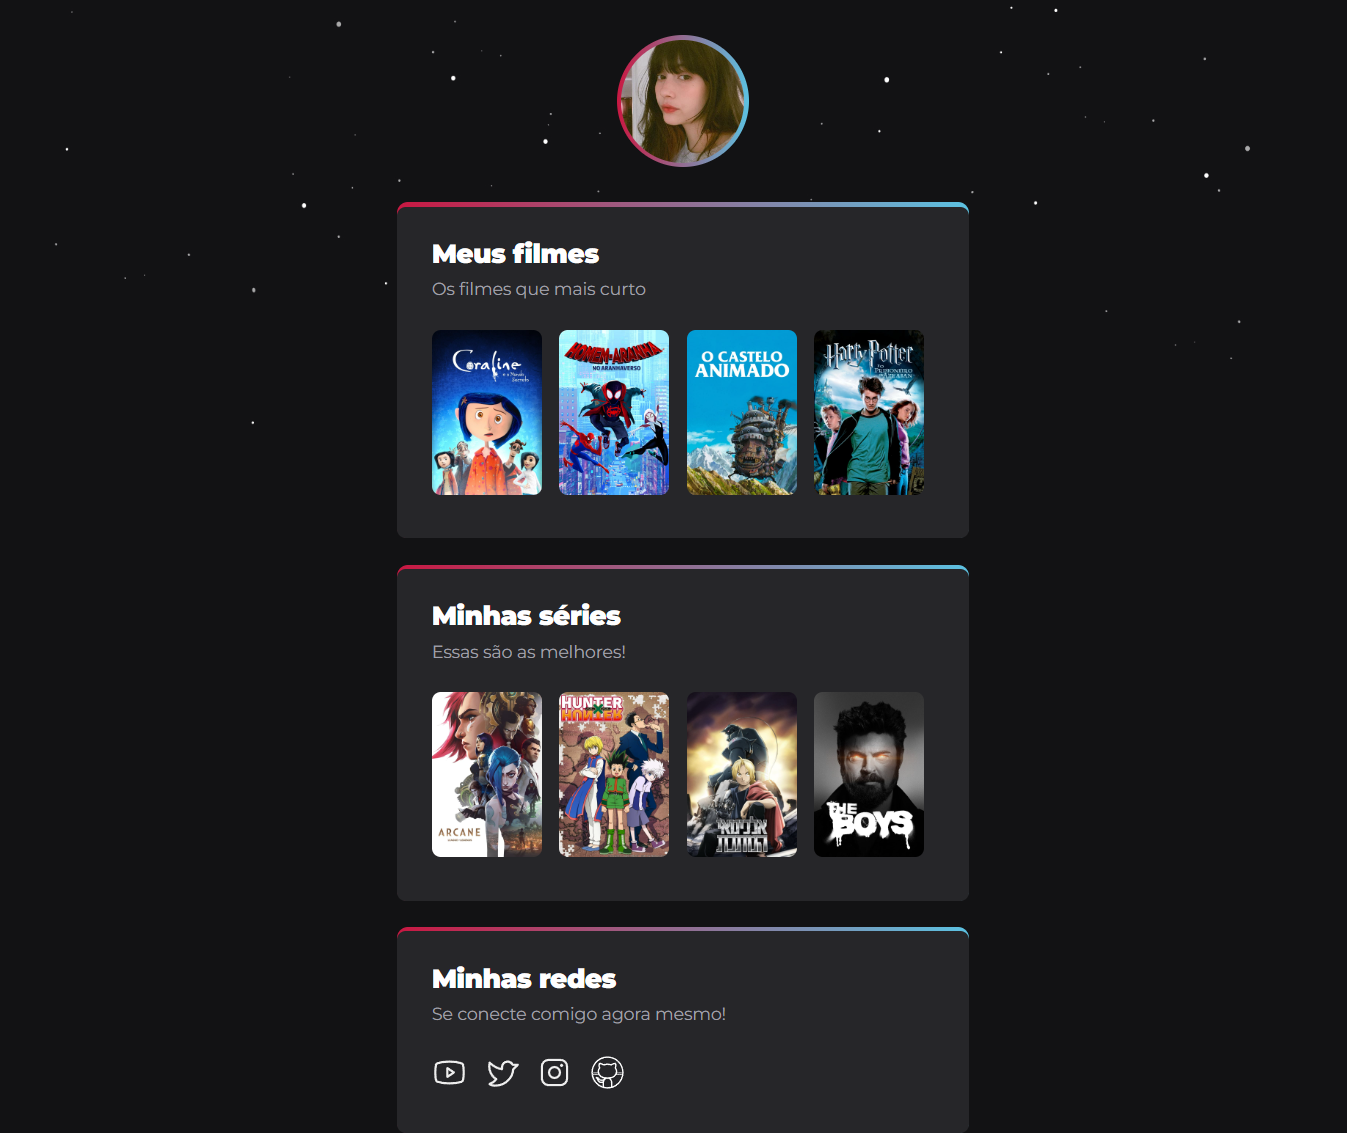 Meus filmes
Os filmes que mais curto
Coraline
e o Mundo
Secreto
HOMEM-ARANHA
NO ARANHAVERSO
O CASTELO
ANIMADO
Harry Potter
PRISIONEIRO
DE AZKABAN
Minhas séries
Essas são as melhores!
ARCANE
HUNTER
HUNTER
THE
BOYS
Minhas redes
Se conecte comigo agora mesmo!